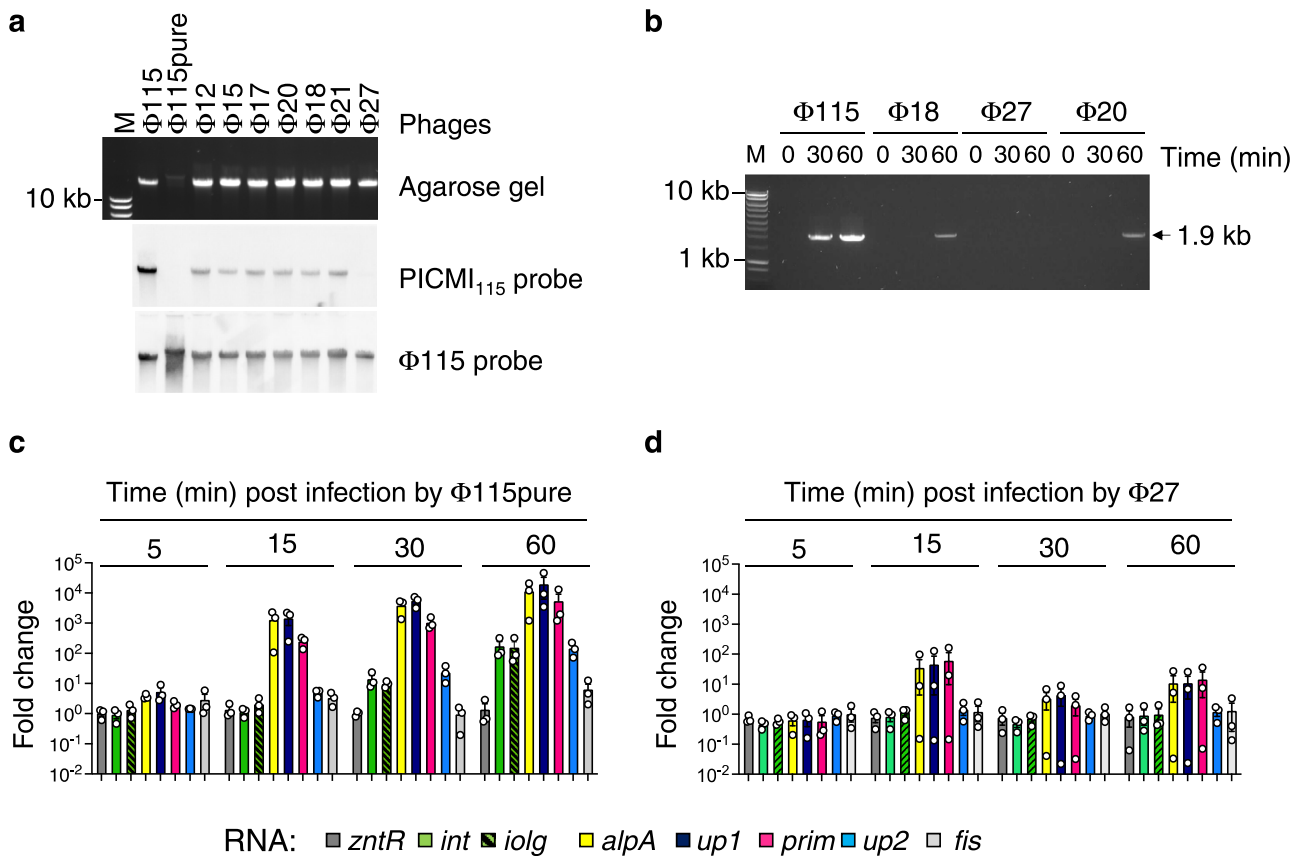 a
M Φ115 Φ115pure Φ12 Φ15 Φ17 Φ20 Φ18 Φ21 Φ27 Phages
10 kb
Agarose gel
PICMI115 probe
Φ115 probe
b
Φ115 Φ18 Φ27 Φ20
M 0 30 60 0 30 60 0 30 60 0 30 60 Time (min)
10 kb
1.9 kb
1 kb
c
Time (min) post infection by Φ115pure
5 15 30 60
Fold change
10^5
10^4
10^3
10^2
10^1
10^0
10^-1
10^-2
d
Time (min) post infection by Φ27
5 15 30 60
Fold change
10^5
10^4
10^3
10^2
10^1
10^0
10^-1
10^-2
RNA: zntR int iolg alpA up1 prim up2 fis